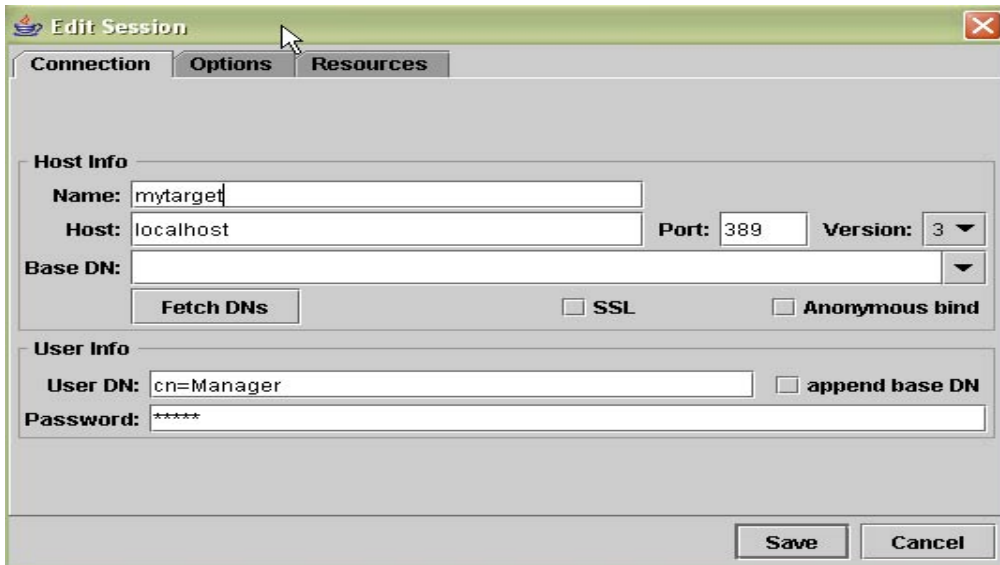 Edit Session
Connection Options Resources
Host Info
Name: mytarget
Host: localhost Port: 389 Version: 3
Base DN:
Fetch DNs SSL Anonymous bind
User Info
User DN: cn=Manager append base DN
Password: *****
Save Cancel